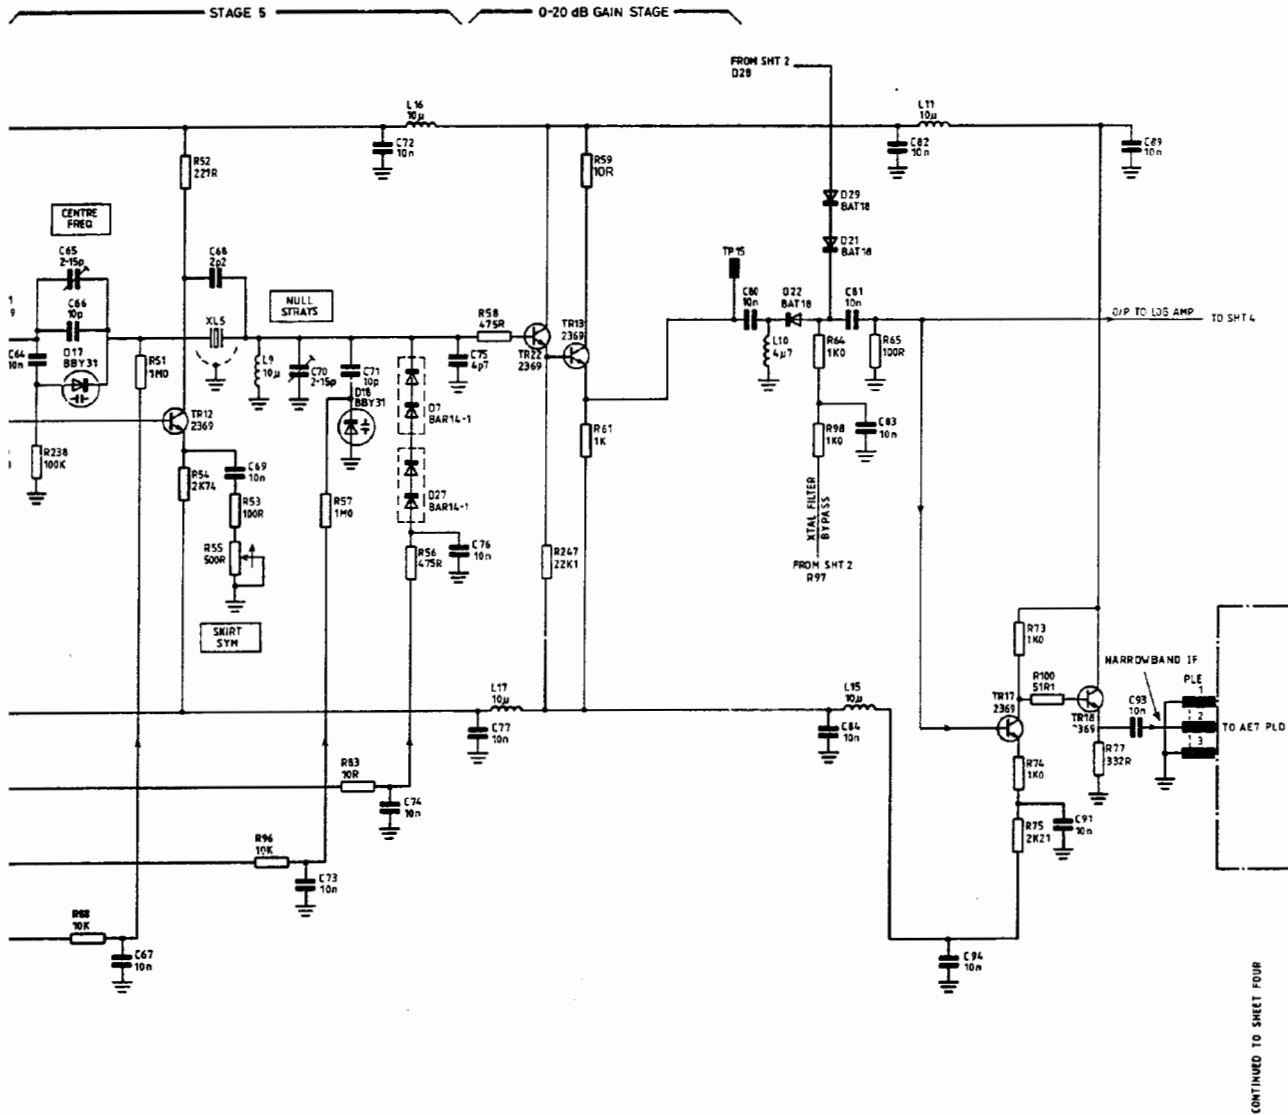 STAGE 5
0-20 dB GAIN STAGE
FROM SHT 2
D28
L16
10µ
L11
10µ
C72
10n
R59
10R
C82
10n
C89
10n
R52
221R
CENTRE
FREQ
C65
2-15p
C66
10p
C64
10n
D17
BBY31
C68
2p2
NULL
STRAYS
XL5
D29
BAT18
D21
BAT18
TP15
C80
10n
D22
BAT18
C81
10n
O/P TO LOG AMP
TO SHT 4
R58
475R
TR22
2369
TR13
2369
R51
1M0
L9
10µ
C70
2-15p
C71
10p
D18
BBY31
C75
4p7
D7
BAR14-1
L10
4µ7
R64
1K0
R65
100R
TR12
2369
R61
1K
R98
1K0
C83
10n
R238
100K
R54
2K74
C69
10n
R53
100R
R57
1M0
D27
BAR14-1
XTAL FILTER
BYPASS
R55
500R
R56
475R
C76
10n
R247
22K1
FROM SHT 2
R97
SKIRT
SYM
R73
1K0
NARROWBAND IF
L17
10µ
L15
10µ
TR17
2369
R100
51R1
TR18
2369
C93
10n
PLE
1
2
3
TO AE7 PLD
C77
10n
C84
10n
R74
1K0
R77
332R
R83
10R
C74
10n
R75
2K21
C91
10n
R96
10K
C73
10n
R88
10K
C67
10n
C94
10n
CONTINUED TO SHEET FOUR